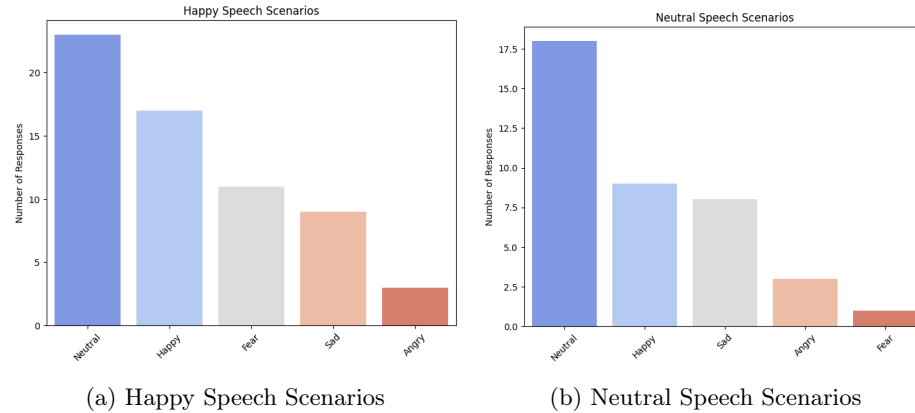 Happy Speech Scenarios
Number of Responses
20
15
10
5
0
Neutral
Happy
Fear
Sad
Angry
(a) Happy Speech Scenarios
Neutral Speech Scenarios
Number of Responses
17.5
15.0
12.5
10.0
7.5
5.0
2.5
0.0
Neutral
Happy
Sad
Angry
Fear
(b) Neutral Speech Scenarios